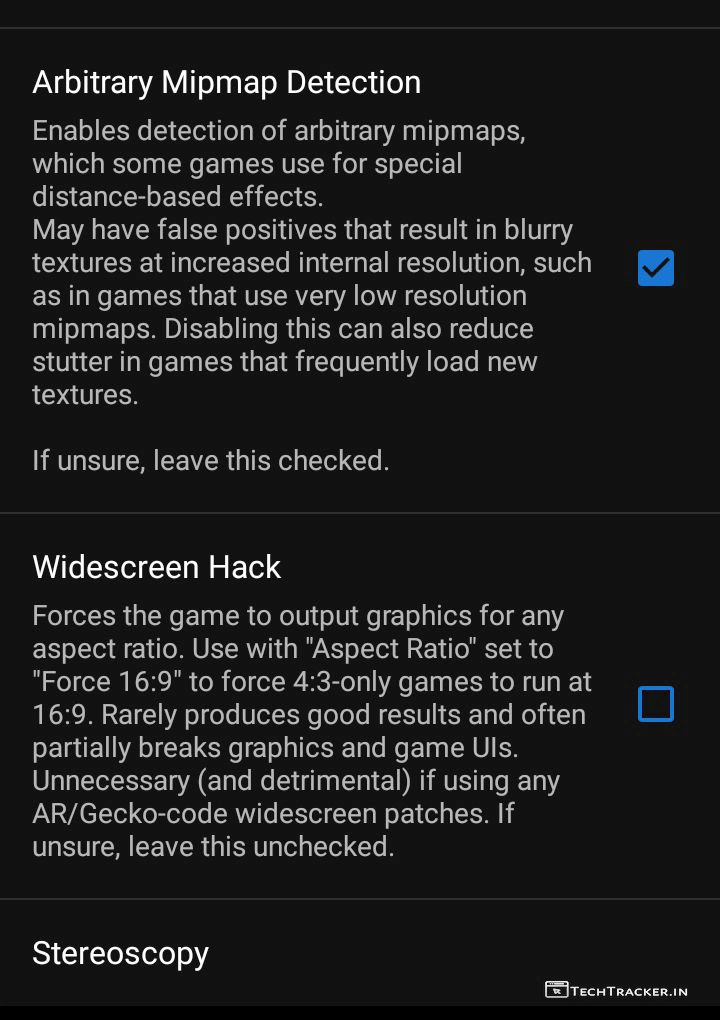 Arbitrary Mipmap Detection
Enables detection of arbitrary mipmaps,
which some games use for special
distance-based effects.
May have false positives that result in blurry
textures at increased internal resolution, such
as in games that use very low resolution
mipmaps. Disabling this can also reduce
stutter in games that frequently load new
textures.
If unsure, leave this checked.
Widescreen Hack
Forces the game to output graphics for any
aspect ratio. Use with "Aspect Ratio" set to
"Force 16:9" to force 4:3-only games to run at
16:9. Rarely produces good results and often
partially breaks graphics and game UIs.
Unnecessary (and detrimental) if using any
AR/Gecko-code widescreen patches. If
unsure, leave this unchecked.
Stereoscopy
TechTracker.in